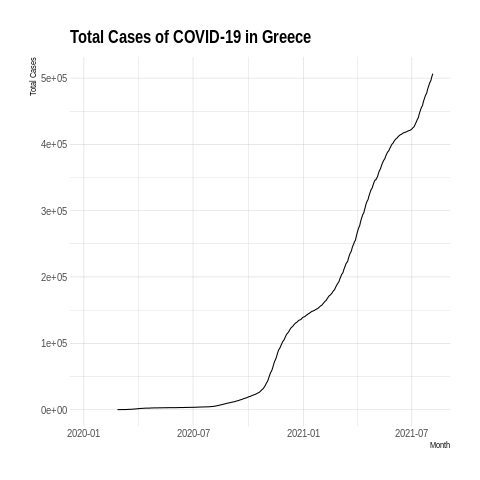 Total Cases of COVID-19 in Greece
Total Cases
5e+05
4e+05
3e+05
2e+05
1e+05
0e+00
2020-01 2020-07 2021-01 2021-07
Month